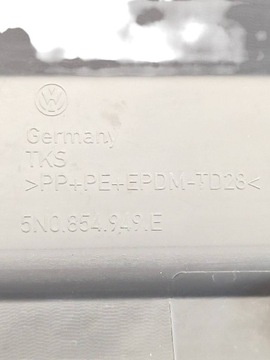 Germany
TKS
>PP+PE+EPDM-TD28<
5N0.854.949.E